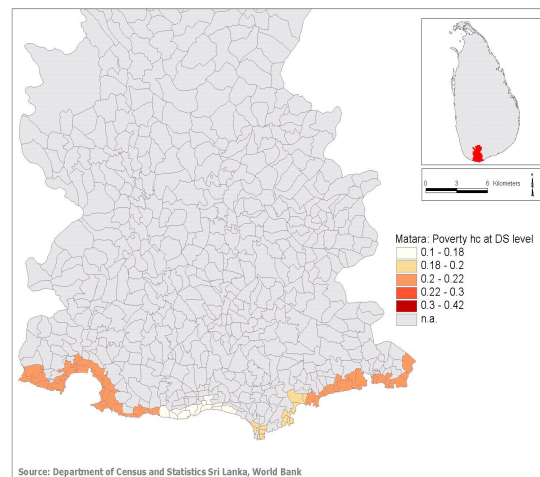 0 3 6 Kilometers
Matara: Poverty hc at DS level
0.1 - 0.18
0.18 - 0.2
0.2 - 0.22
0.22 - 0.3
0.3 - 0.42
n.a.
Source: Department of Census and Statistics Sri Lanka, World Bank